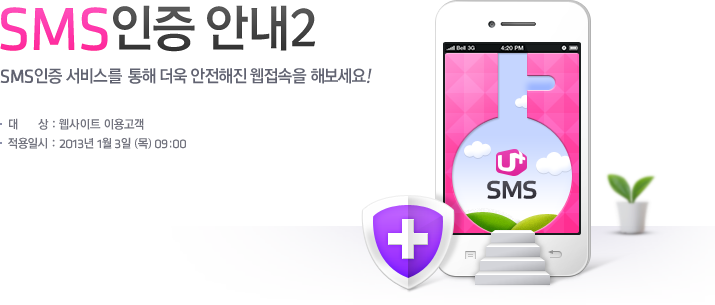 SMS인증 안내2
SMS인증 서비스를 통해 더욱 안전해진 웹접속을 해보세요!
· 대 상 : 웹사이트 이용고객
· 적용일시 : 2013년 1월 3일 (목) 09:00
Bell 3G 4:20 PM
U+
SMS